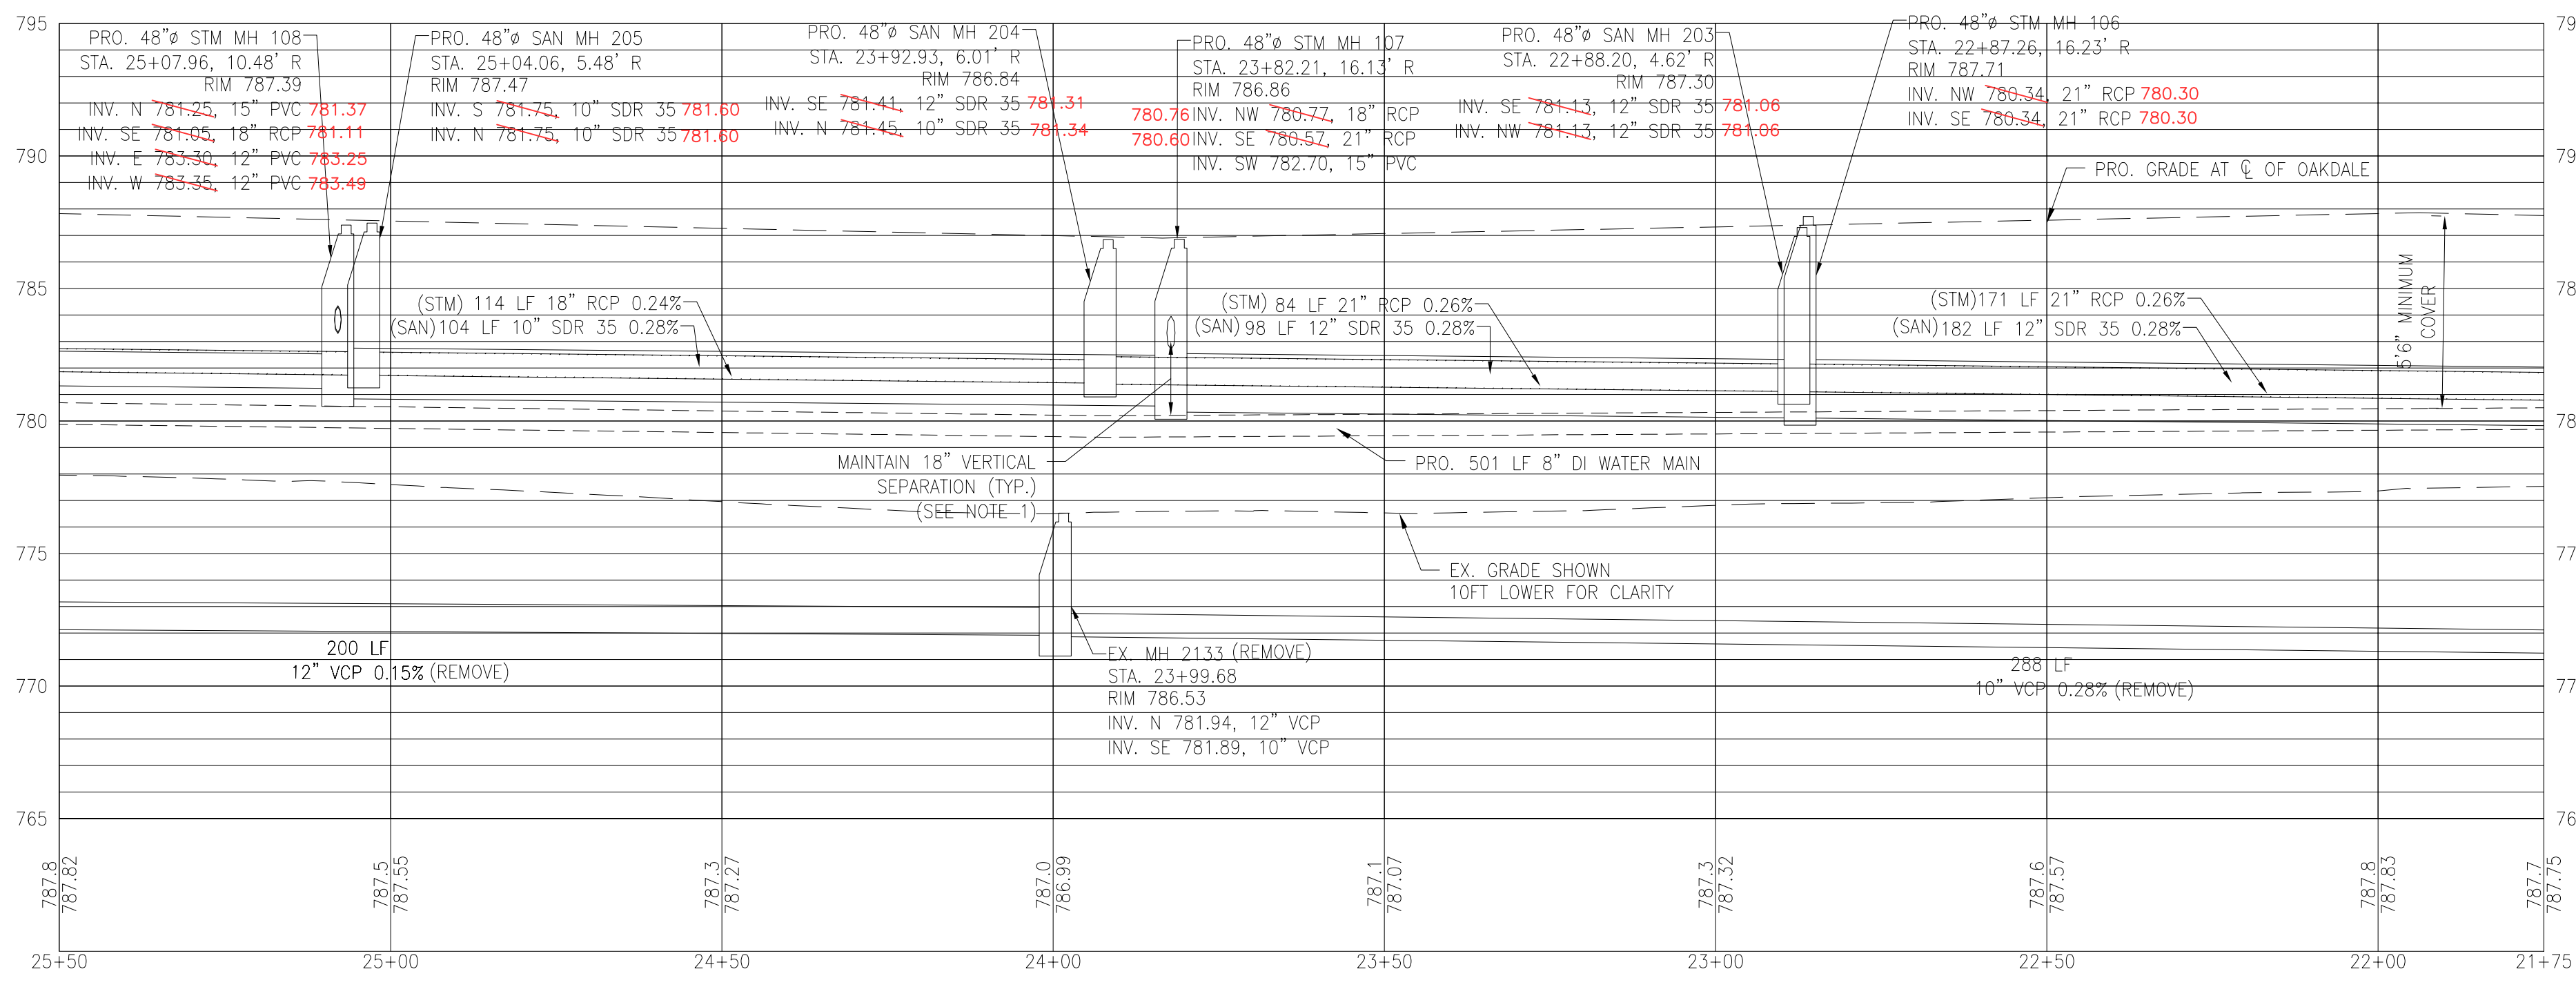 795
790
785
780
775
770
765
PRO. 48"ø STM MH 108
STA. 25+07.96, 10.48' R
RIM 787.39
INV. N 781.25, 15" PVC 781.37
INV. SE 781.05, 18" RCP 781.11
INV. E 783.30, 12" PVC 783.25
INV. W 783.35, 12" PVC 783.49
PRO. 48"ø SAN MH 205
STA. 25+04.06, 5.48' R
RIM 787.47
INV. S 781.75, 10" SDR 35 781.60
INV. N 781.75, 10" SDR 35 781.60
PRO. 48"ø SAN MH 204
STA. 23+92.93, 6.01' R
RIM 786.84
INV. SE 781.41, 12" SDR 35 781.31
INV. N 781.45, 10" SDR 35 781.34
PRO. 48"ø STM MH 107
STA. 23+82.21, 16.13' R
RIM 786.86
780.76 INV. NW 780.77, 18" RCP
780.60 INV. SE 780.57, 21" RCP
INV. SW 782.70, 15" PVC
PRO. 48"ø SAN MH 203
STA. 22+88.20, 4.62' R
RIM 787.30
INV. SE 781.13, 12" SDR 35 781.06
INV. NW 781.13, 12" SDR 35 781.06
PRO. 48"ø STM MH 106
STA. 22+87.26, 16.23' R
RIM 787.71
INV. NW 780.34, 21" RCP 780.30
INV. SE 780.34, 21" RCP 780.30
PRO. GRADE AT ℄ OF OAKDALE
(STM) 114 LF 18" RCP 0.24%
(SAN) 104 LF 10" SDR 35 0.28%
(STM) 84 LF 21" RCP 0.26%
(SAN) 98 LF 12" SDR 35 0.28%
(STM) 171 LF 21" RCP 0.26%
(SAN) 182 LF 12" SDR 35 0.28%
5'6" MINIMUM
COVER
MAINTAIN 18" VERTICAL
SEPARATION (TYP.)
(SEE NOTE 1)
PRO. 501 LF 8" DI WATER MAIN
EX. GRADE SHOWN
10FT LOWER FOR CLARITY
200 LF
12" VCP 0.15% (REMOVE)
EX. MH 2133 (REMOVE)
STA. 23+99.68
RIM 786.53
INV. N 781.94, 12" VCP
INV. SE 781.89, 10" VCP
288 LF
10" VCP 0.28% (REMOVE)
79
79
78
78
77
77
76
787.8
787.82
787.5
787.55
787.3
787.27
787.0
786.99
787.1
787.07
787.3
787.32
787.6
787.57
787.8
787.83
787.7
787.75
25+50
25+00
24+50
24+00
23+50
23+00
22+50
22+00
21+75